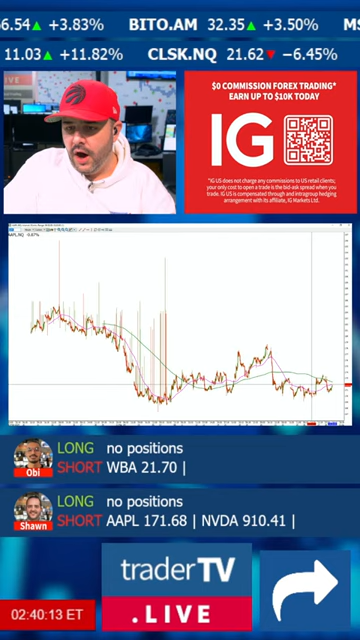 6.54▲ +3.83% BITO.AM 32.35▲ +3.50% MS
11.03▲ +11.82% CLSK.NQ 21.62▼ −6.45%
$0 COMMISSION FOREX TRADING*
EARN UP TO $10K TODAY
IG
*IG US does not charge any commissions to US retail clients;
your only cost to open a trade is the bid-ask spread when you
trade. IG US is compensated through and intragroup hedging
arrangement with its affiliate, IG Markets Ltd.
AAPL.NQ -0.07%
LONG no positions
SHORT WBA 21.70 |
Obi
LONG no positions
SHORT AAPL 171.68 | NVDA 910.41 |
Shawn
traderTV
.LIVE
02:40:13 ET